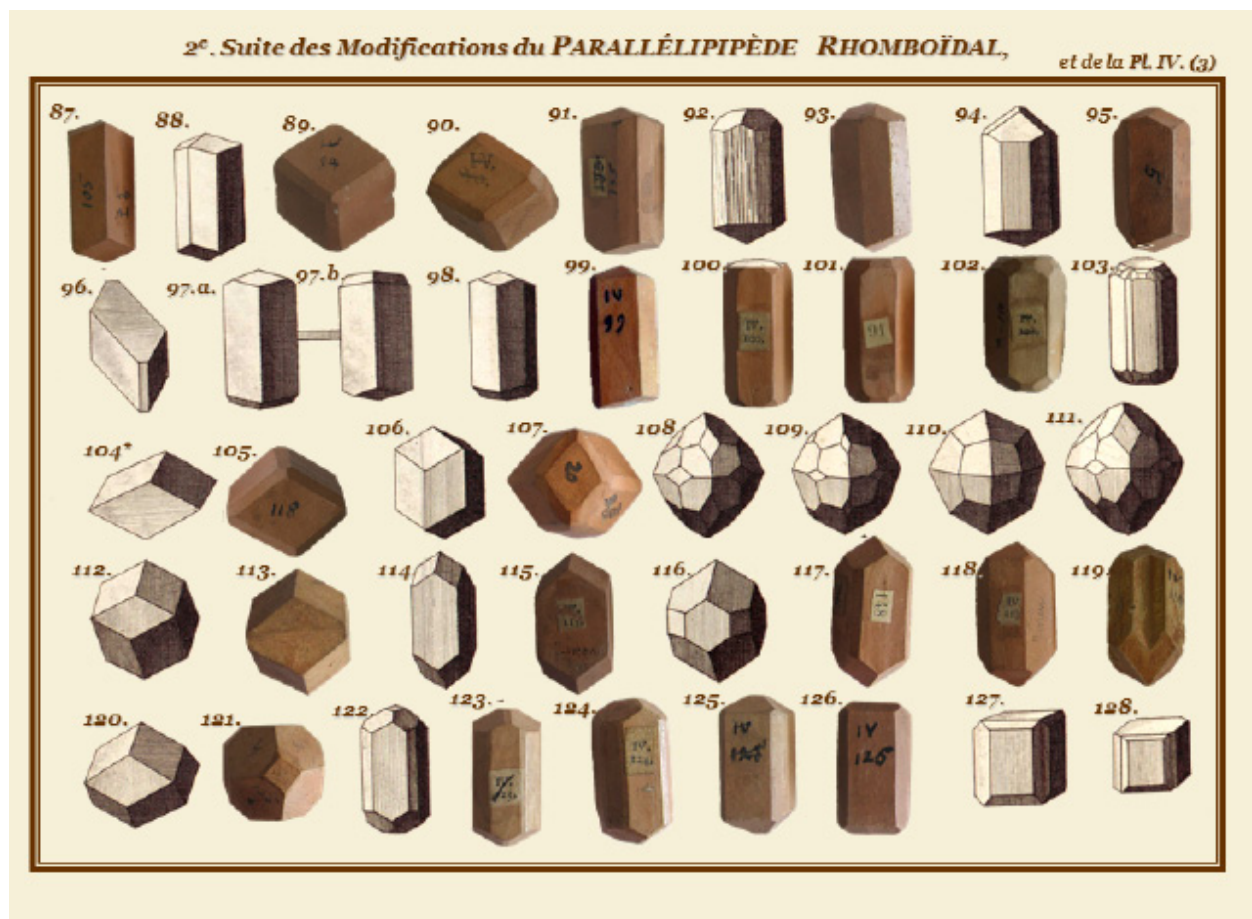 2e. Suite des Modifications du PARALLÉLIPIPÈDE RHOMBOÏDAL,
et de la Pl. IV. (3)
87. 88. 89. 90. 91. 92. 93. 94. 95.
96. 97.a. 97.b 98. 99. 100. 101. 102. 103.
IV
99
91
104* 105. 106. 107. 108 109. 110. 111.
118
112. 113. 114 115. 116. 117. 118. 119.
138
120. 121. 122 123. 124. 125. 126. 127. 128.
IV
IV
126